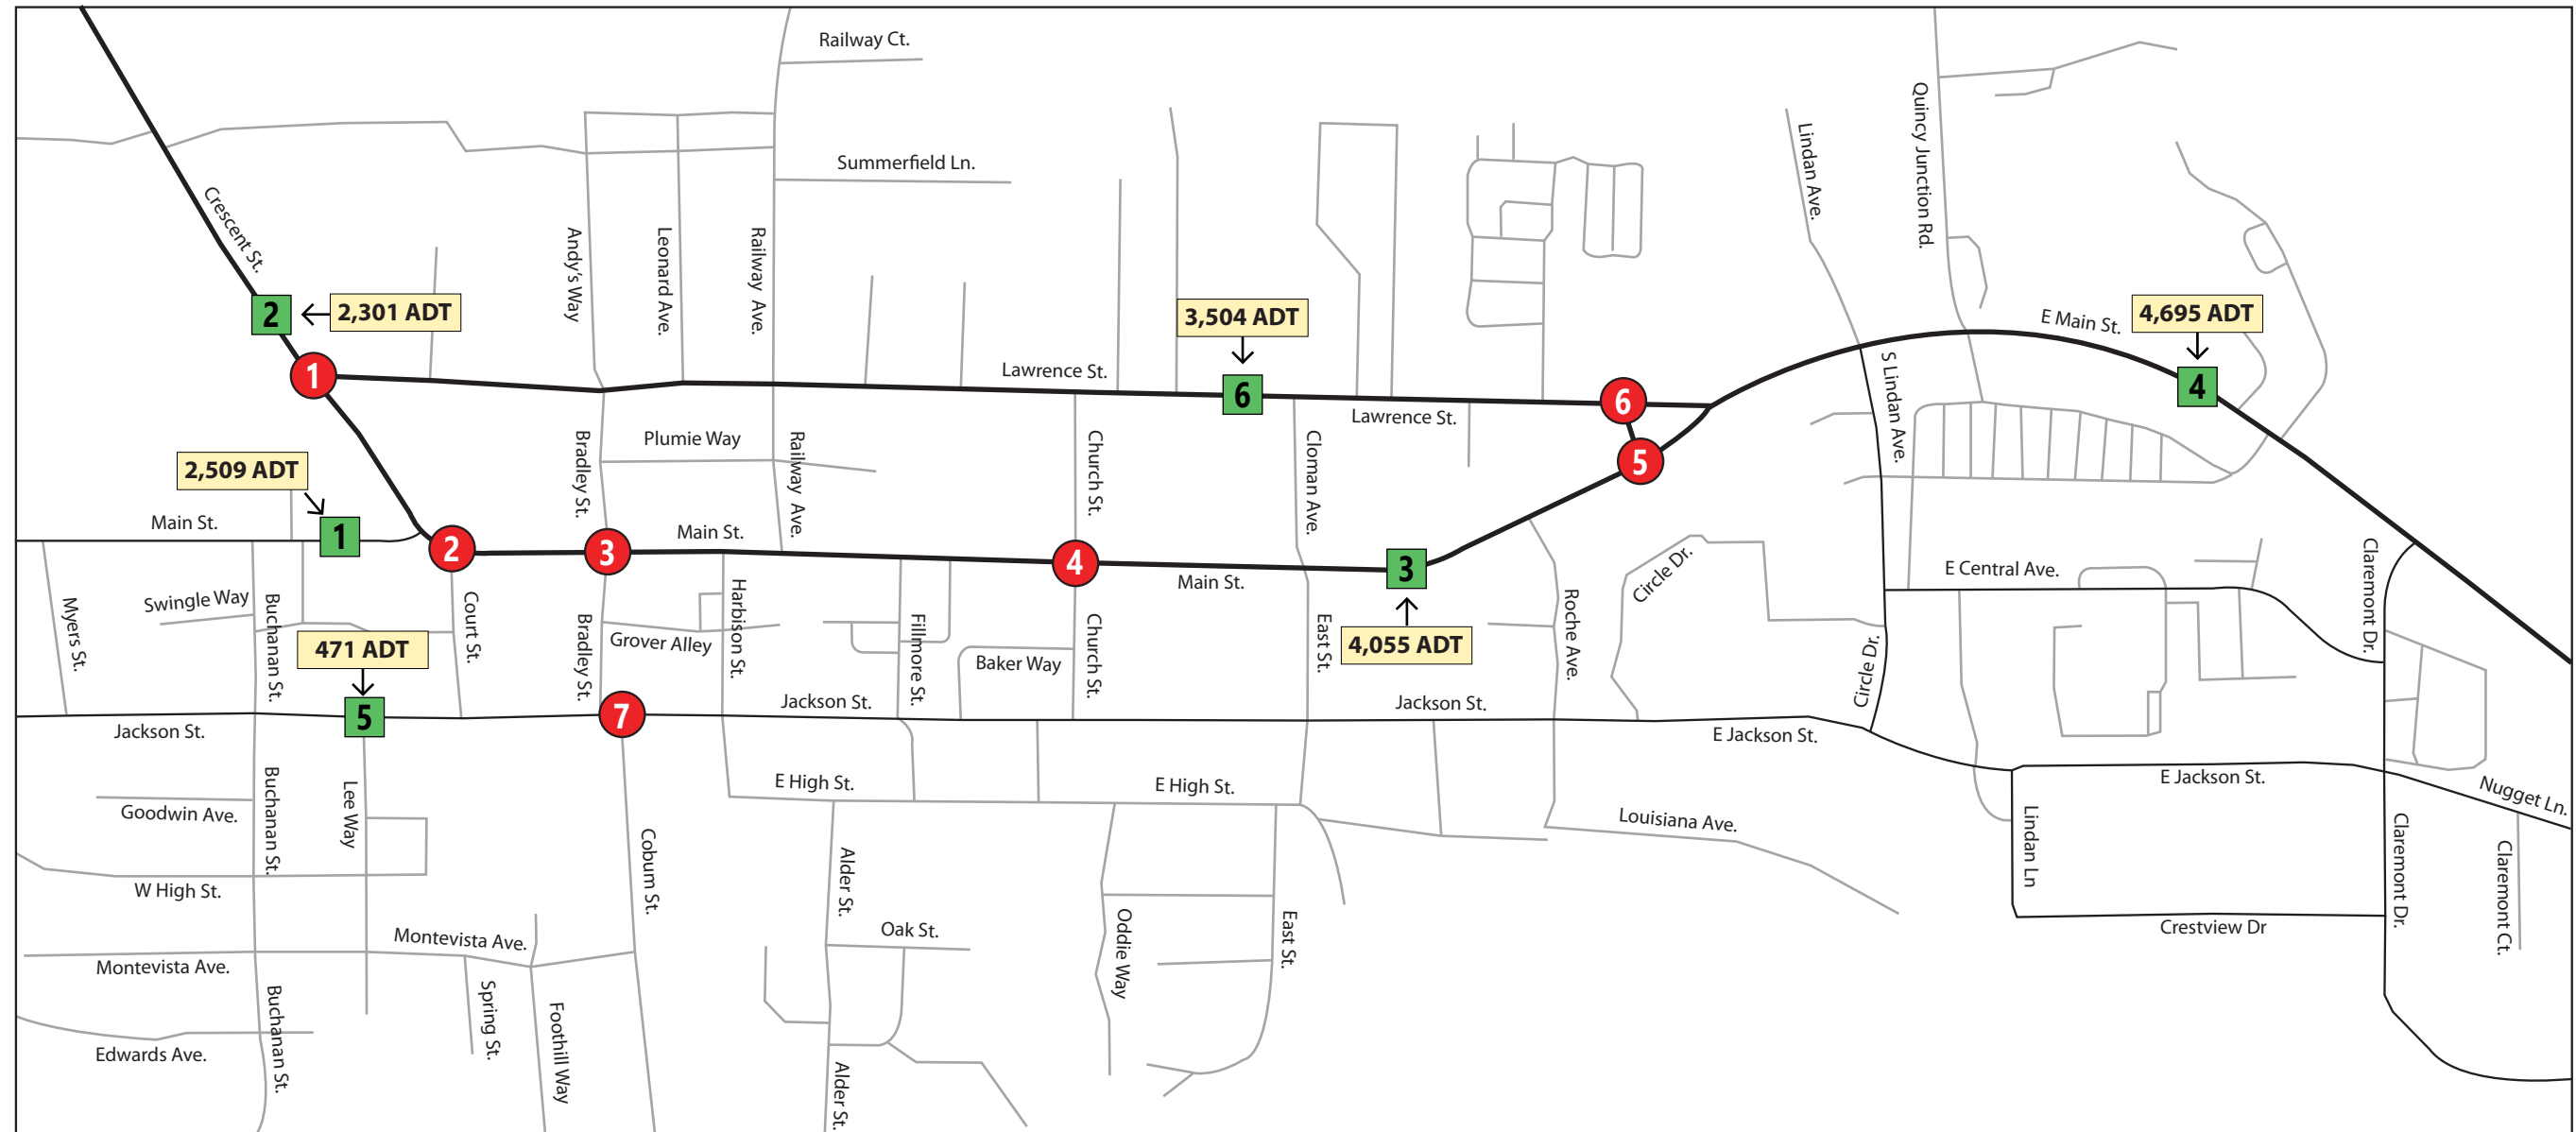 Railway Ct.
Summerfield Ln.
Crescent St.
Andy's Way
Leonard Ave.
Railway Ave.
Lindan Ave.
Quincy Junction Rd.
2
2,301 ADT
3,504 ADT
E Main St.
4,695 ADT
1
Lawrence St.
6
Lawrence St.
6
4
S Lindan Ave.
2,509 ADT
Bradley St.
Plumie Way
Railway Ave.
Church St.
Cloman Ave.
5
Main St.
1
2
3
Main St.
4
Main St.
3
E Central Ave.
Claremont Dr.
Myers St.
Swingle Way
Buchanan St.
Court St.
Bradley St.
Grover Alley
Harbison St.
Fillmore St.
Baker Way
Church St.
East St.
4,055 ADT
Roche Ave.
Circle Dr.
Circle Dr.
471 ADT
5
7
Jackson St.
Jackson St.
Jackson St.
E Jackson St.
E Jackson St.
Nugget Ln.
Goodwin Ave.
Buchanan St.
Lee Way
E High St.
E High St.
Louisiana Ave.
Lindan Ln
Claremont Dr.
Claremont Ct.
W High St.
Coburn St.
Alder St.
Oak St.
Oddie Way
East St.
Crestview Dr
Montevista Ave.
Montevista Ave.
Buchanan St.
Spring St.
Foothill Way
Edwards Ave.
Alder St.